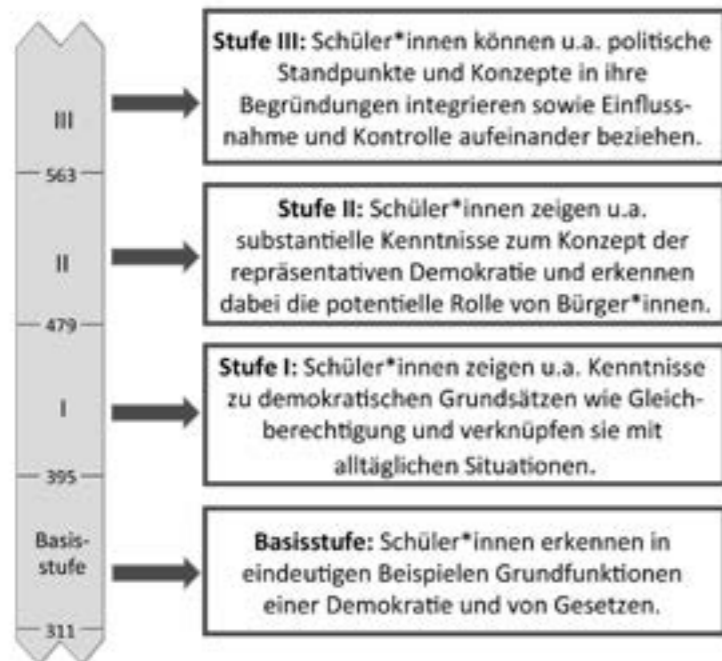 Stufe III: Schüler*innen können u.a. politische
Standpunkte und Konzepte in ihre
Begründungen integrieren sowie Einfluss-
nahme und Kontrolle aufeinander beziehen.
III
563
Stufe II: Schüler*innen zeigen u.a.
substantielle Kenntnisse zum Konzept der
repräsentativen Demokratie und erkennen
dabei die potentielle Rolle von Bürger*innen.
II
479
Stufe I: Schüler*innen zeigen u.a. Kenntnisse
zu demokratischen Grundsätzen wie Gleich-
berechtigung und verknüpfen sie mit
alltäglichen Situationen.
I
395
Basisstufe: Schüler*innen erkennen in
eindeutigen Beispielen Grundfunktionen
einer Demokratie und von Gesetzen.
Basis-
stufe
311